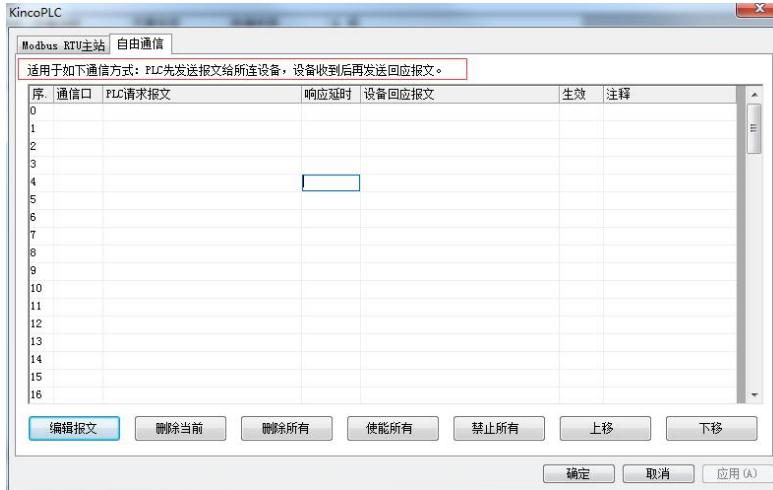 KincoPLC
Modbus RTU主站 自由通信
适用于如下通信方式：PLC先发送报文给所连设备，设备收到后再发送回应报文。
序. 通信口 PLC请求报文 响应延时 设备回应报文 生效 注释
0
1
2
3
4
5
6
7
8
9
10
11
12
13
14
15
16
编辑报文 删除当前 删除所有 使能所有 禁止所有 上移 下移
确定 取消 应用(A)